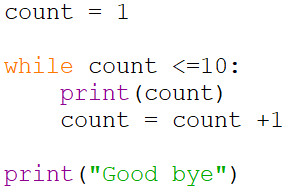 count = 1
while count <=10:
    print(count)
    count = count +1
print("Good bye")